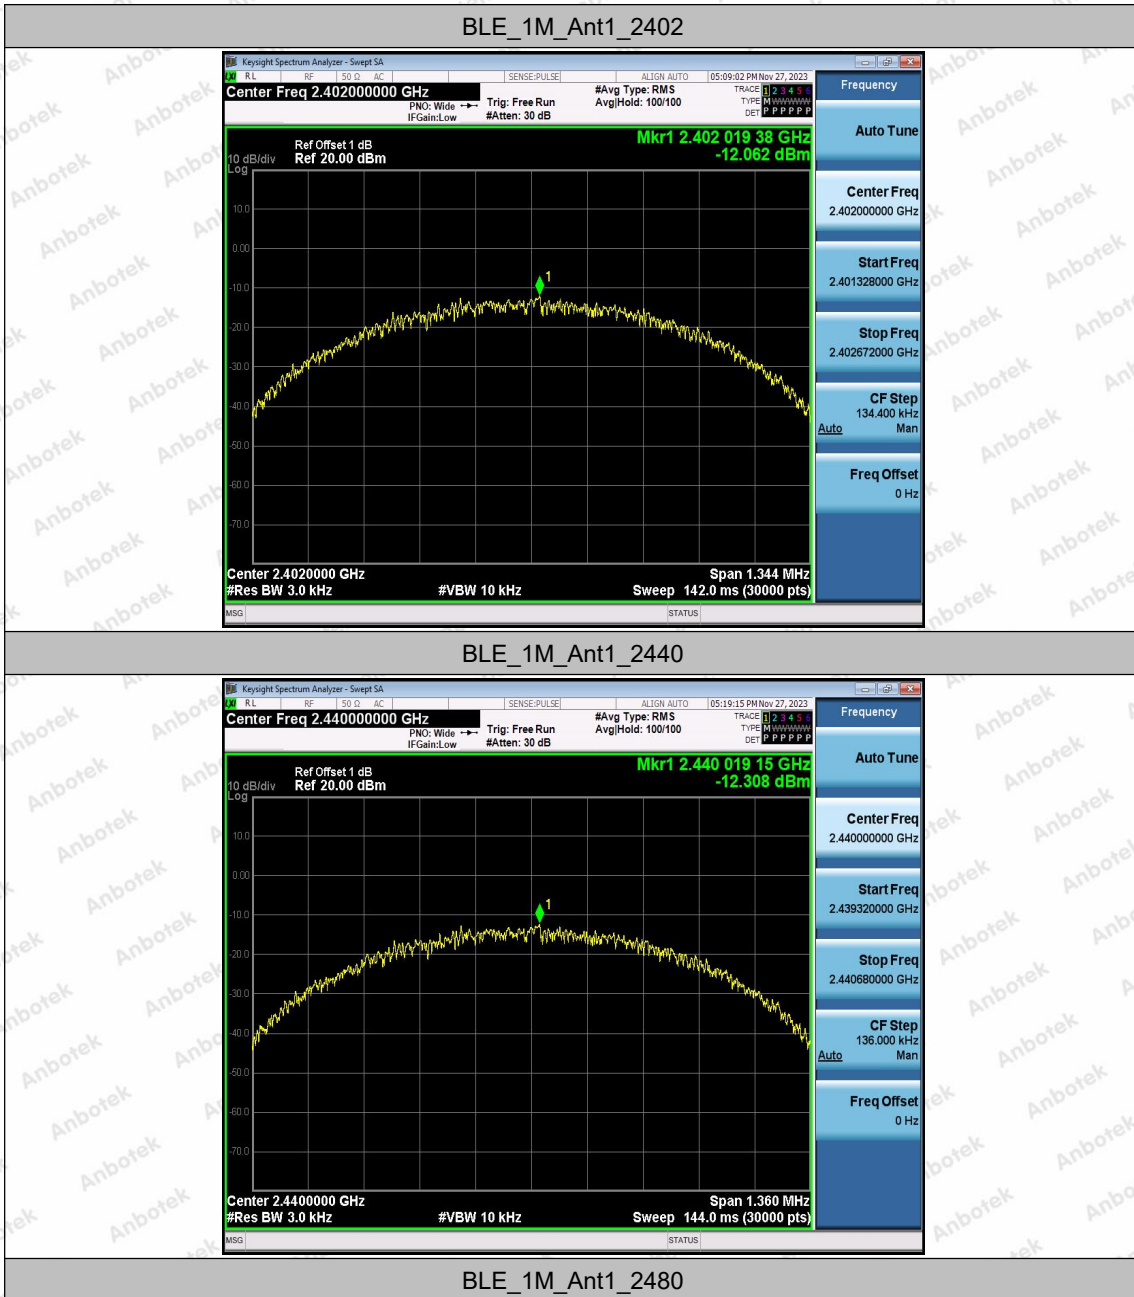 BLE_1M_Ant1_2402
Keysight Spectrum Analyzer - Swept SA
LXI RL RF 50 Ω AC SENSE:PULSE ALIGN AUTO 05:09:02 PM Nov 27, 2023
Center Freq 2.402000000 GHz
PNO: Wide
IFGain:Low
Trig: Free Run
#Atten: 30 dB
#Avg Type: RMS
Avg|Hold: 100/100
TRACE 1 2 3 4 5 6
TYPE M WWWWW
DET P P P P P P
Frequency
Auto Tune
Center Freq
2.402000000 GHz
Start Freq
2.401328000 GHz
Stop Freq
2.402672000 GHz
CF Step
134.400 kHz
Auto Man
Freq Offset
0 Hz
Mkr1 2.402 019 38 GHz
-12.062 dBm
Ref Offset 1 dB
10 dB/div Ref 20.00 dBm
Log
10.0
0.00
-10.0
-20.0
-30.0
-40.0
-50.0
-60.0
-70.0
1
Center 2.4020000 GHz Span 1.344 MHz
#Res BW 3.0 kHz #VBW 10 kHz Sweep 142.0 ms (30000 pts)
MSG STATUS
BLE_1M_Ant1_2440
Keysight Spectrum Analyzer - Swept SA
LXI RL RF 50 Ω AC SENSE:PULSE ALIGN AUTO 05:19:15 PM Nov 27, 2023
Center Freq 2.440000000 GHz
PNO: Wide
IFGain:Low
Trig: Free Run
#Atten: 30 dB
#Avg Type: RMS
Avg|Hold: 100/100
TRACE 1 2 3 4 5 6
TYPE M WWWWW
DET P P P P P P
Frequency
Auto Tune
Center Freq
2.440000000 GHz
Start Freq
2.439320000 GHz
Stop Freq
2.440680000 GHz
CF Step
136.000 kHz
Auto Man
Freq Offset
0 Hz
Mkr1 2.440 019 15 GHz
-12.308 dBm
Ref Offset 1 dB
10 dB/div Ref 20.00 dBm
Log
10.0
0.00
-10.0
-20.0
-30.0
-40.0
-50.0
-60.0
-70.0
1
Center 2.4400000 GHz Span 1.360 MHz
#Res BW 3.0 kHz #VBW 10 kHz Sweep 144.0 ms (30000 pts)
MSG STATUS
BLE_1M_Ant1_2480
Anbotek